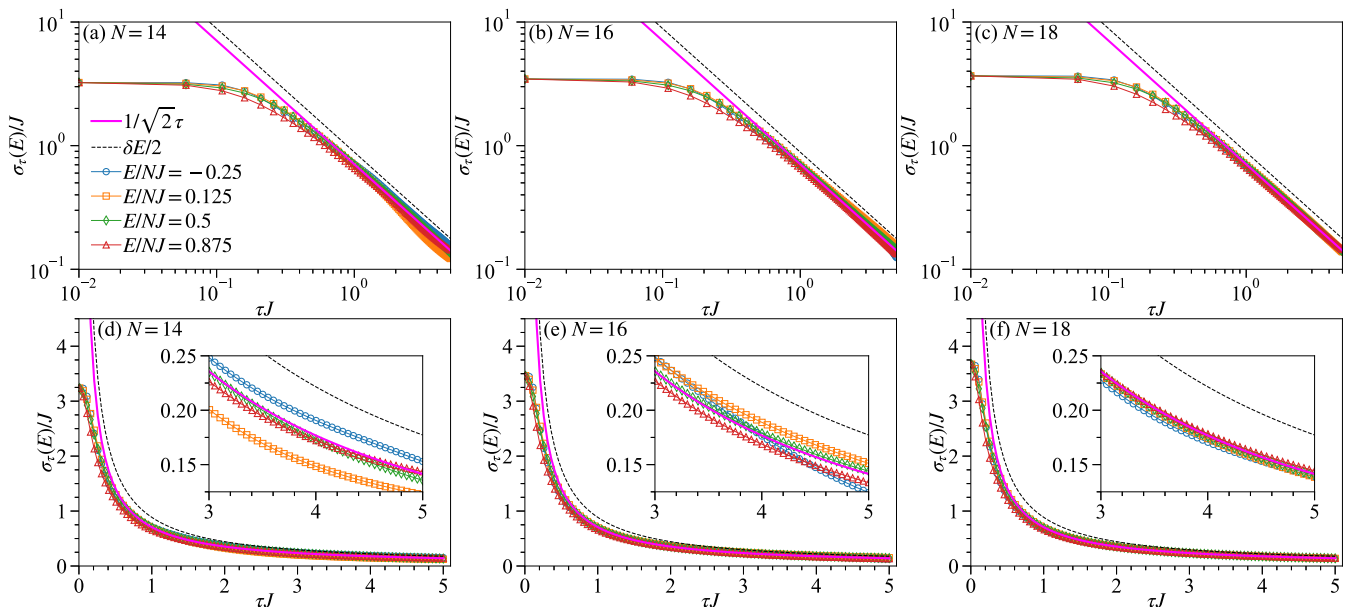 (a) N = 14
(b) N = 16
(c) N = 18
10¹
10⁰
10⁻¹
σ_τ(E)/J
1/√2τ
δE/2
E/NJ = −0.25
E/NJ = 0.125
E/NJ = 0.5
E/NJ = 0.875
10⁻² 10⁻¹ 10⁰
τJ
10¹
10⁰
10⁻¹
σ_τ(E)/J
10⁻² 10⁻¹ 10⁰
τJ
10¹
10⁰
10⁻¹
σ_τ(E)/J
10⁻² 10⁻¹ 10⁰
τJ
(d) N = 14
4
3
2
1
0
σ_τ(E)/J
0.25
0.20
0.15
3 4 5
0 1 2 3 4 5
τJ
(e) N = 16
4
3
2
1
0
σ_τ(E)/J
0.25
0.20
0.15
3 4 5
0 1 2 3 4 5
τJ
(f) N = 18
4
3
2
1
0
σ_τ(E)/J
0.25
0.20
0.15
3 4 5
0 1 2 3 4 5
τJ